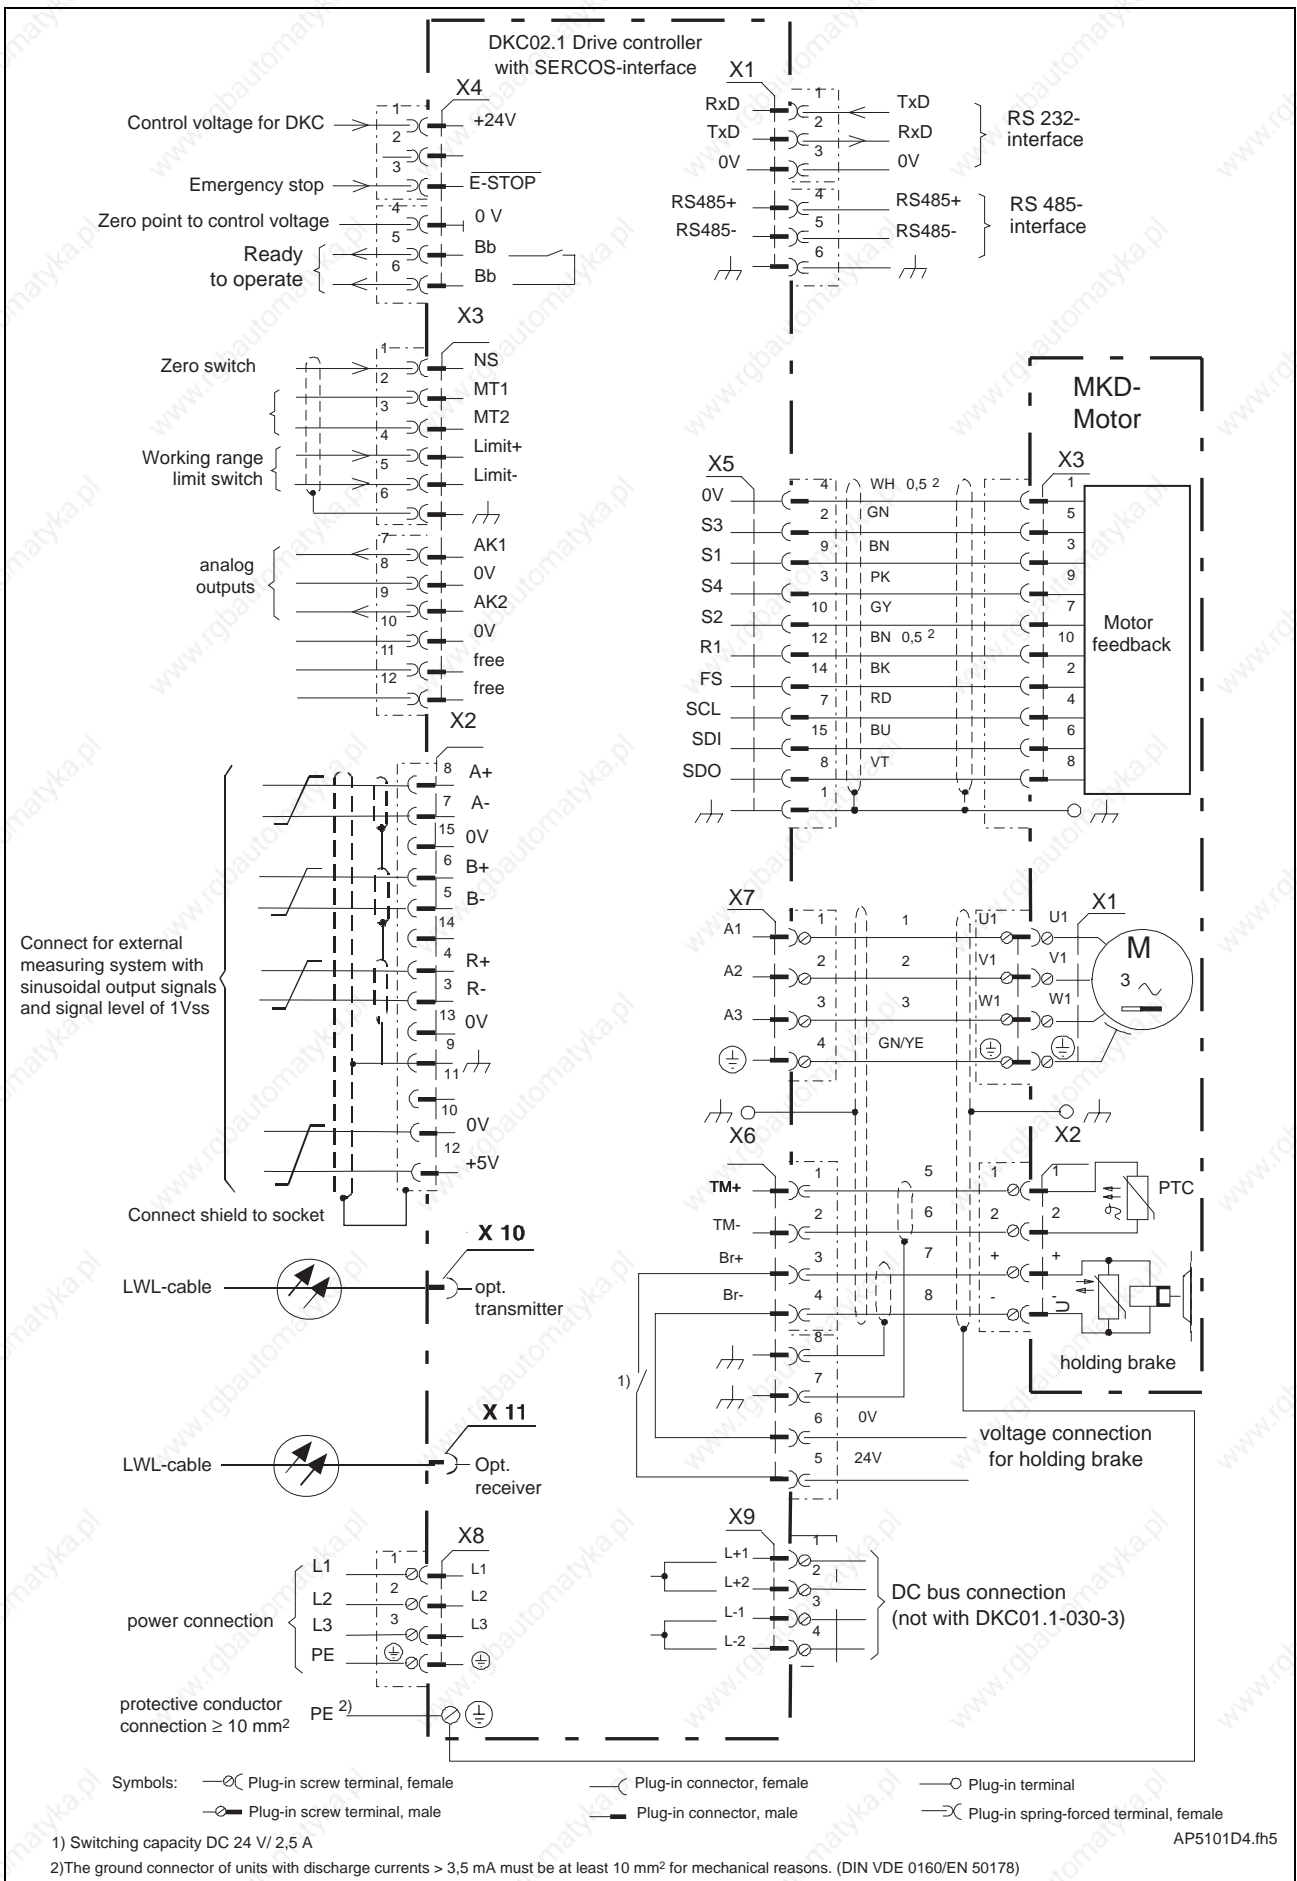 DKC02.1 Drive controller
with SERCOS-interface
X4
1
Control voltage for DKC
+24V
2
3
Emergency stop
E-STOP
4
Zero point to control voltage
0 V
5
Ready
to operate
Bb
6
Bb
X3
1
Zero switch
NS
2
MT1
3
MT2
4
Working range
limit switch
Limit+
5
Limit-
6
7
AK1
analog
outputs
8
0V
9
AK2
10
0V
11
free
12
free
X2
8
A+
7
A-
15
0V
6
B+
5
B-
14
4
R+
3
R-
13
0V
9
11
10
0V
12
+5V
Connect for external
measuring system with
sinusoidal output signals
and signal level of 1Vss
Connect shield to socket
X 10
LWL-cable
opt.
transmitter
X 11
LWL-cable
Opt.
receiver
X8
power connection
L1
1
L1
L2
2
L2
L3
3
L3
PE
protective conductor
connection ≥ 10 mm²
PE 2)
X1
RxD
1
TxD
TxD
2
RxD
0V
3
0V
RS 232-
interface
RS485+
4
RS485+
RS485-
5
RS485-
6
RS 485-
interface
MKD-
Motor
X5
X3
0V
4
WH 0,5 ²
1
S3
2
GN
5
S1
9
BN
3
S4
3
PK
9
S2
10
GY
7
R1
12
BN 0,5 ²
10
FS
14
BK
2
SCL
7
RD
4
SDI
15
BU
6
SDO
8
VT
8
1
Motor
feedback
X7
X1
A1
1
1
U1
U1
A2
2
2
V1
V1
A3
3
3
W1
W1
4
GN/YE
M
3
X6
X2
TM+
1
5
1
1
PTC
TM-
2
6
2
2
Br+
3
7
+
+
Br-
4
8
-
-
U
8
7
6
0V
5
24V
1)
holding brake
voltage connection
for holding brake
X9
L+1
1
L+2
2
L-1
3
L-2
4
DC bus connection
(not with DKC01.1-030-3)
Symbols:
Plug-in screw terminal, female
Plug-in connector, female
Plug-in terminal
Plug-in screw terminal, male
Plug-in connector, male
Plug-in spring-forced terminal, female
1) Switching capacity DC 24 V/ 2,5 A
AP5101D4.fh5
2)The ground connector of units with discharge currents > 3,5 mA must be at least 10 mm² for mechanical reasons. (DIN VDE 0160/EN 50178)
www.rgbautomatyka.pl